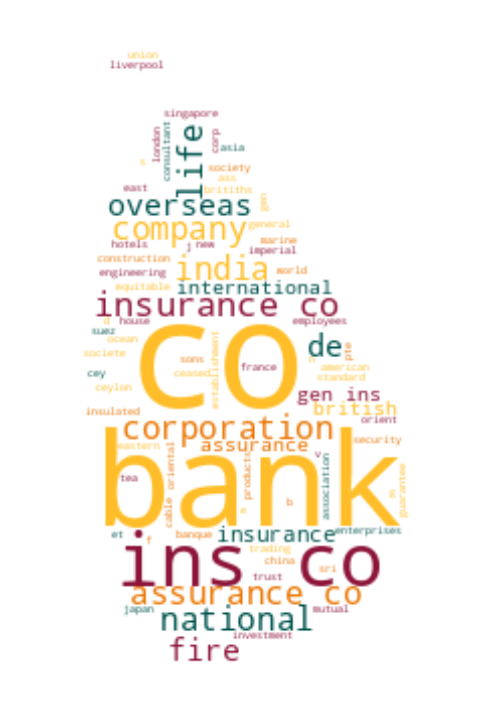 union
liverpool
singapore
london
consultant
life
corp
asia
s
society
ass
east
britiths
overseas
gen
company
general
hotels
j
new
marine
imperial
construction
india
world
engineering
equitable
international
insurance co
d
house
employees
suez
ocean
co
establishment
de
pte
societe
sons
france
h
american
cey
ceased
standard
ceylon
gen ins
insulated
british
orient
corporation
security
eastern
assurance
oriental
products
v
association
bank
tea
cable
b
os
guarantee
e
et
f
banque
insurance
enterprises
trading
ins co
china
sri
trust
assurance co
japan
national
mutual
investment
fire